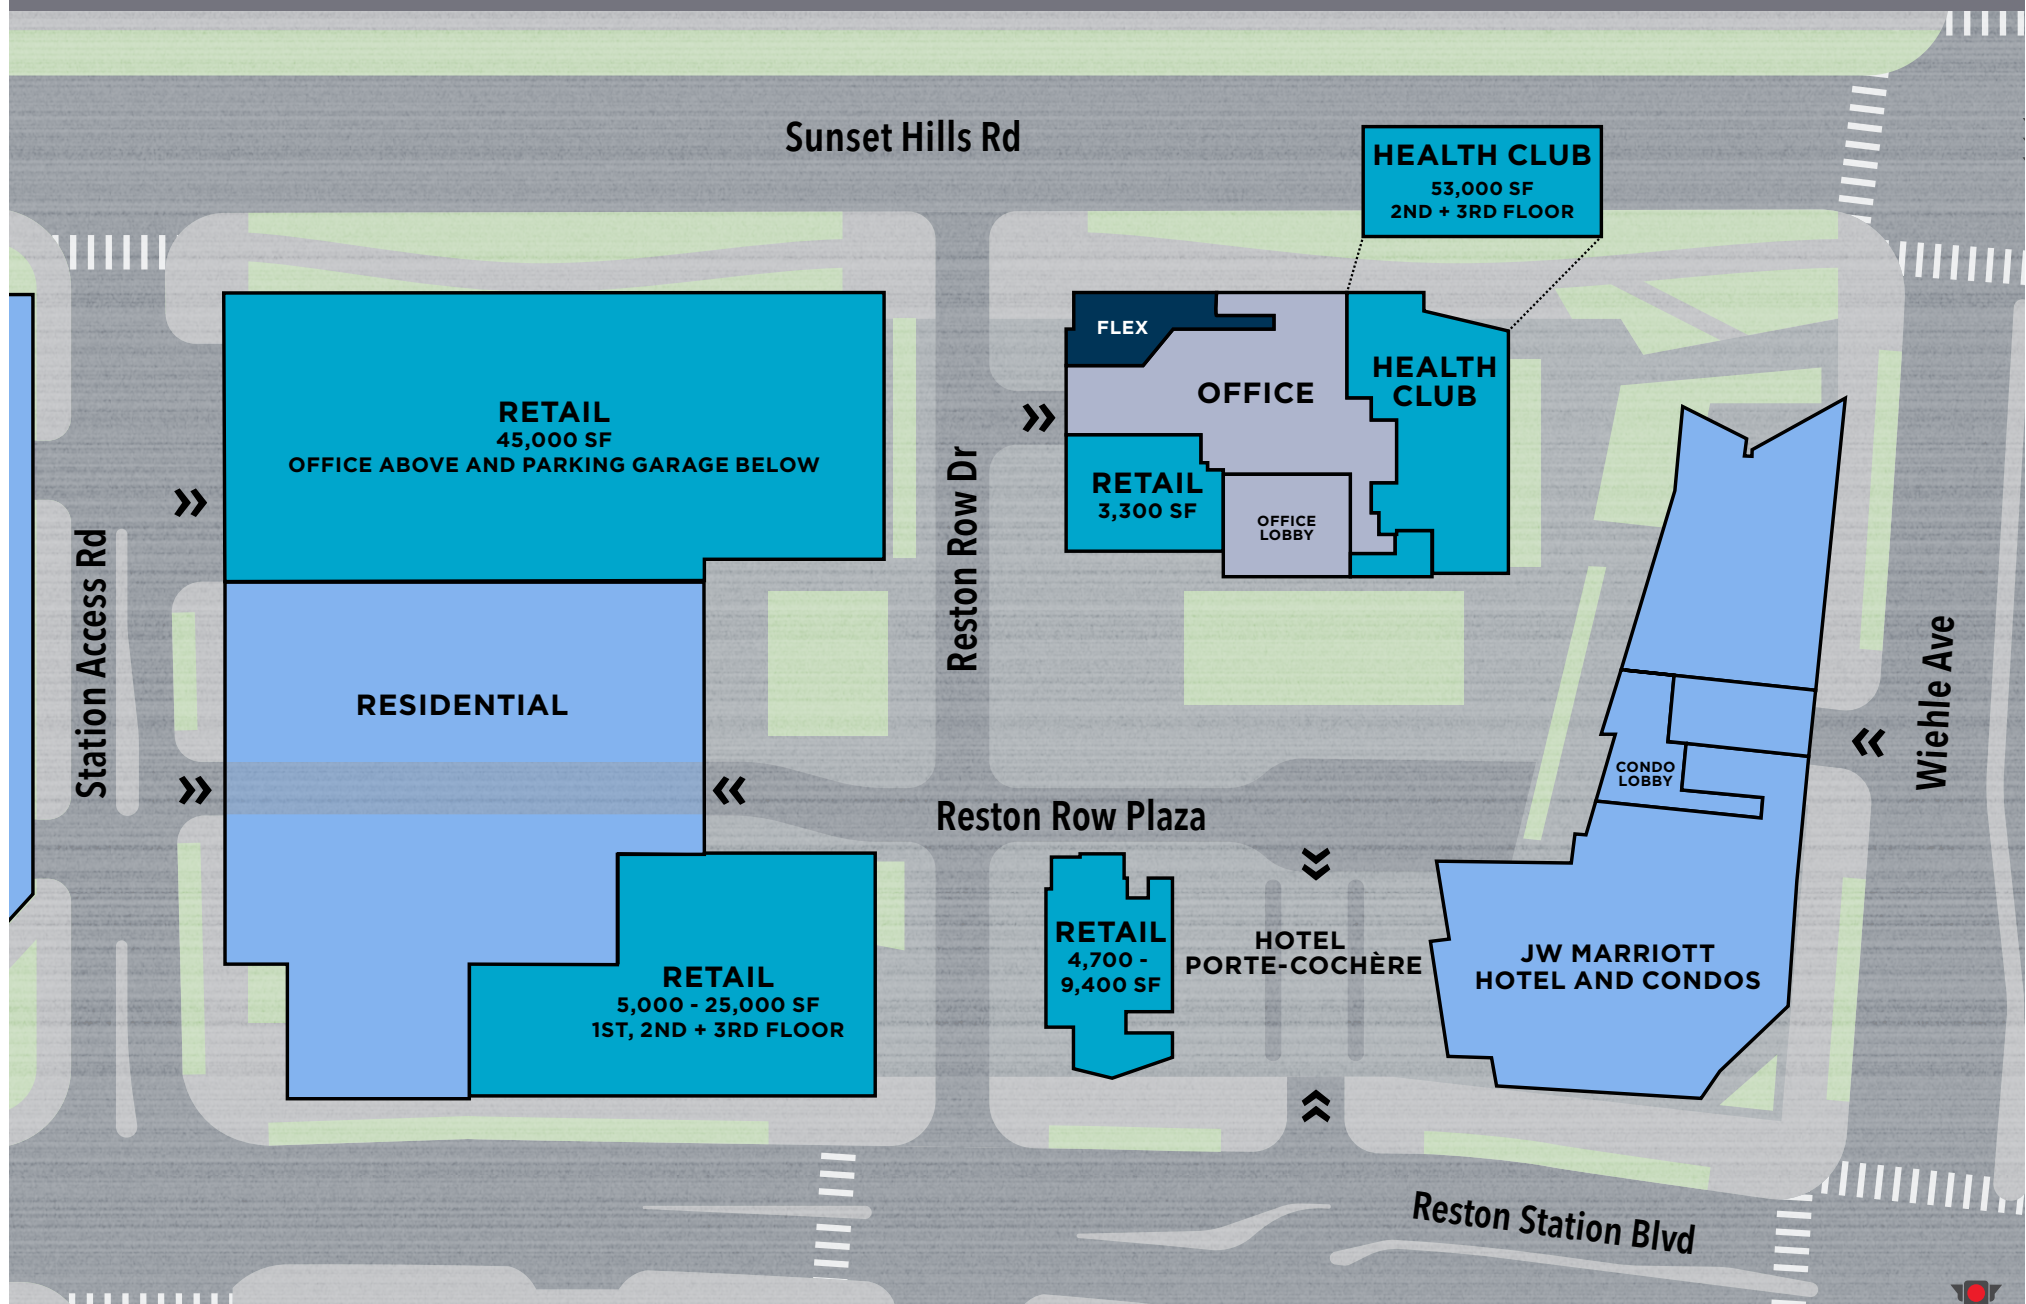 Sunset Hills Rd
HEALTH CLUB
53,000 SF
2ND + 3RD FLOOR
FLEX
OFFICE
HEALTH
CLUB
RETAIL
45,000 SF
OFFICE ABOVE AND PARKING GARAGE BELOW
RETAIL
3,300 SF
OFFICE
LOBBY
Station Access Rd
Reston Row Dr
RESIDENTIAL
Wiehle Ave
CONDO
LOBBY
Reston Row Plaza
RETAIL
4,700 -
9,400 SF
HOTEL
PORTE-COCHÈRE
JW MARRIOTT
HOTEL AND CONDOS
RETAIL
5,000 - 25,000 SF
1ST, 2ND + 3RD FLOOR
Reston Station Blvd